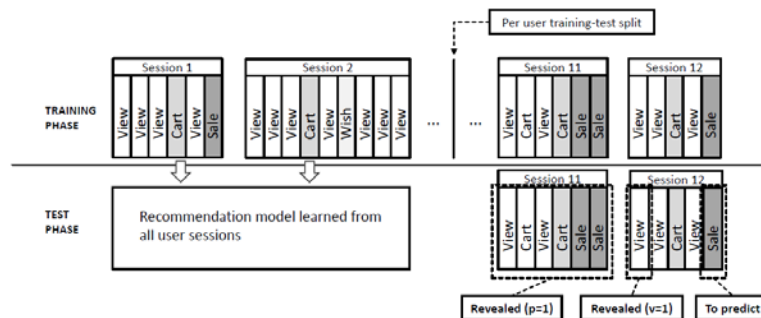 Per user training-test split
Session 1
Session 2
Session 11
Session 12
TRAINING
PHASE
View View View Cart View Sale
View View View Cart View Wish View View View
... ...
View Cart View Cart Sale Sale
View View Cart View Sale
TEST
PHASE
Recommendation model learned from
all user sessions
Session 11
Session 12
View Cart View Cart Sale Sale
View View Cart View Sale
Revealed (p=1)
Revealed (v=1)
To predict